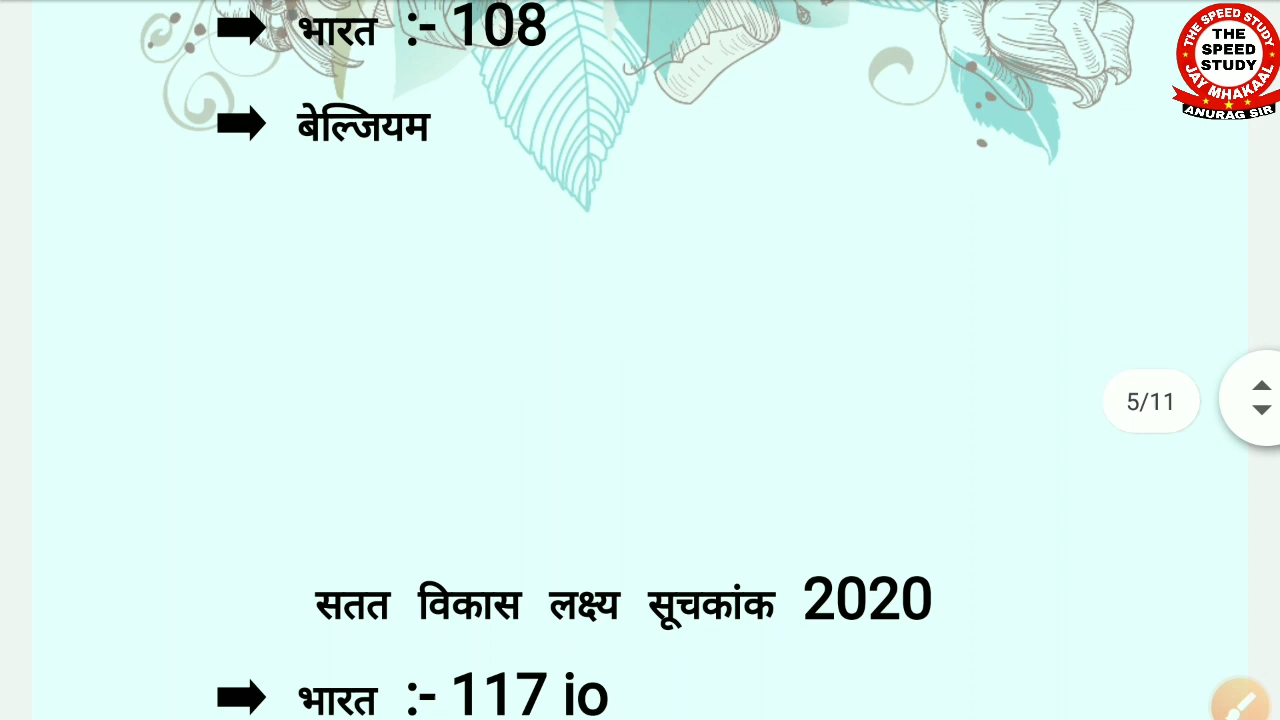 ➡ भारत :- 108
THE SPEED STUDY
THE
SPEED
STUDY
JAY MHAKAAL
ANURAG SIR
➡ बेल्जियम
5/11
सतत विकास लक्ष्य सूचकांक 2020
➡ भारत :- 117 io